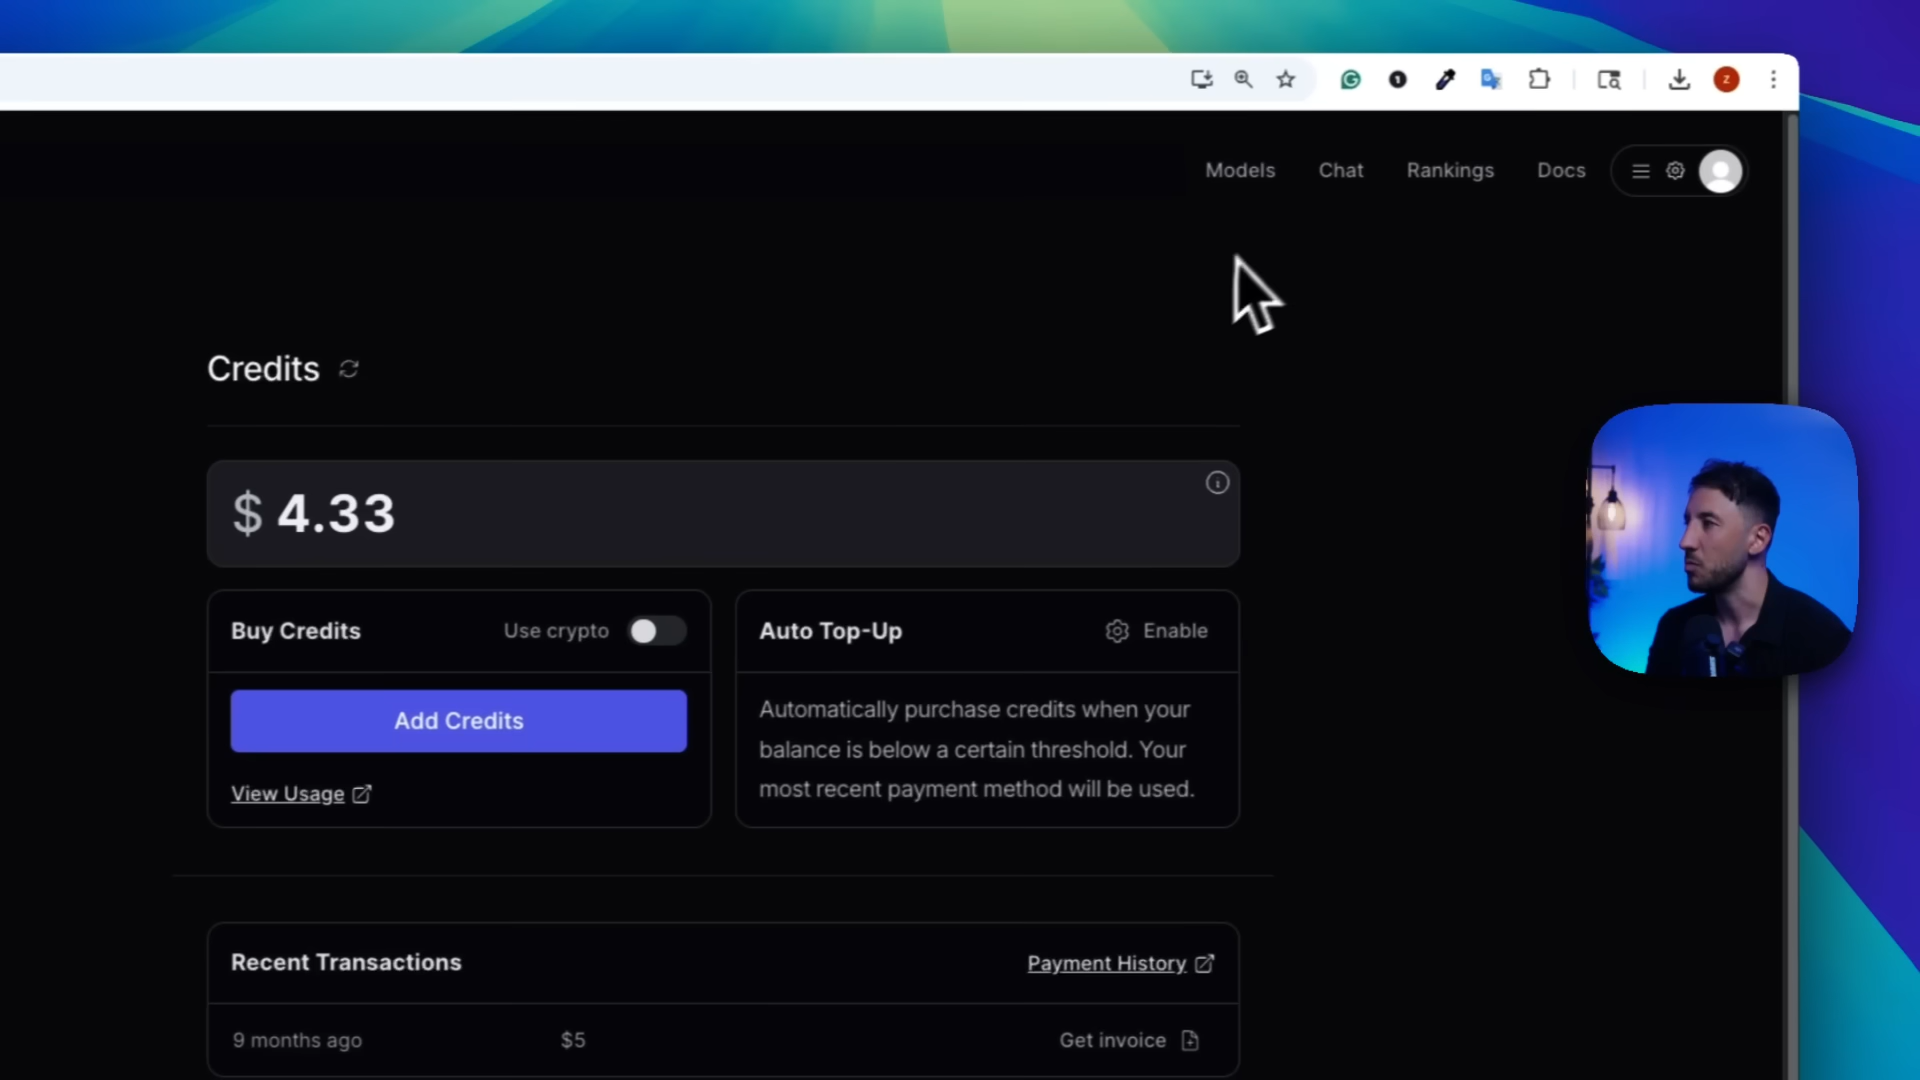 Models Chat Rankings Docs
Credits
$ 4.33
Buy Credits Use crypto
Add Credits
View Usage
Auto Top-Up Enable
Automatically purchase credits when your
balance is below a certain threshold. Your
most recent payment method will be used.
Recent Transactions Payment History
9 months ago $5 Get invoice